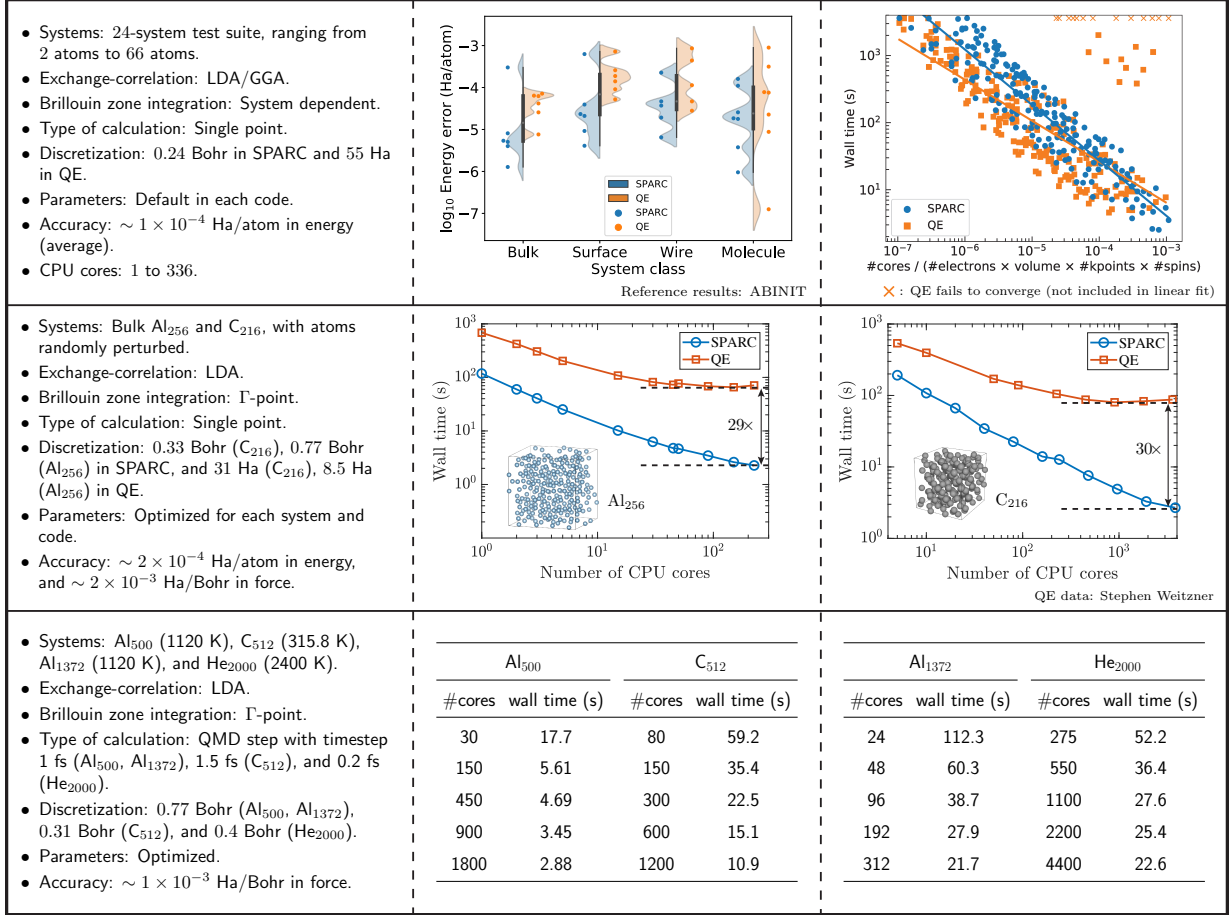 • Systems: 24-system test suite, ranging from
2 atoms to 66 atoms.
• Exchange-correlation: LDA/GGA.
• Brillouin zone integration: System dependent.
• Type of calculation: Single point.
• Discretization: 0.24 Bohr in SPARC and 55 Ha
in QE.
• Parameters: Default in each code.
• Accuracy: ∼ 1 × 10⁻⁴ Ha/atom in energy
(average).
• CPU cores: 1 to 336.
log₁₀ Energy error (Ha/atom)
−3
−4
−5
−6
−7
SPARC
QE
SPARC
QE
Bulk Surface Wire Molecule
System class
Reference results: ABINIT
Wall time (s)
10³
10²
10¹
SPARC
QE
10⁻⁷ 10⁻⁶ 10⁻⁵ 10⁻⁴ 10⁻³
#cores / (#electrons × volume × #kpoints × #spins)
× : QE fails to converge (not included in linear fit)
• Systems: Bulk Al₂₅₆ and C₂₁₆, with atoms
randomly perturbed.
• Exchange-correlation: LDA.
• Brillouin zone integration: Γ-point.
• Type of calculation: Single point.
• Discretization: 0.33 Bohr (C₂₁₆), 0.77 Bohr
(Al₂₅₆) in SPARC, and 31 Ha (C₂₁₆), 8.5 Ha
(Al₂₅₆) in QE.
• Parameters: Optimized for each system and
code.
• Accuracy: ∼ 2 × 10⁻⁴ Ha/atom in energy,
and ∼ 2 × 10⁻³ Ha/Bohr in force.
Wall time (s)
10³
10²
10¹
10⁰
SPARC
QE
29×
Al₂₅₆
10⁰ 10¹ 10²
Number of CPU cores
Wall time (s)
10³
10²
10¹
10⁰
SPARC
QE
30×
C₂₁₆
10¹ 10² 10³
Number of CPU cores
QE data: Stephen Weitzner
• Systems: Al₅₀₀ (1120 K), C₅₁₂ (315.8 K),
Al₁₃₇₂ (1120 K), and He₂₀₀₀ (2400 K).
• Exchange-correlation: LDA.
• Brillouin zone integration: Γ-point.
• Type of calculation: QMD step with timestep
1 fs (Al₅₀₀, Al₁₃₇₂), 1.5 fs (C₅₁₂), and 0.2 fs
(He₂₀₀₀).
• Discretization: 0.77 Bohr (Al₅₀₀, Al₁₃₇₂),
0.31 Bohr (C₅₁₂), and 0.4 Bohr (He₂₀₀₀).
• Parameters: Optimized.
• Accuracy: ∼ 1 × 10⁻³ Ha/Bohr in force.
Al₅₀₀ C₅₁₂
#cores wall time (s) #cores wall time (s)
30 17.7 80 59.2
150 5.61 150 35.4
450 4.69 300 22.5
900 3.45 600 15.1
1800 2.88 1200 10.9
Al₁₃₇₂ He₂₀₀₀
#cores wall time (s) #cores wall time (s)
24 112.3 275 52.2
48 60.3 550 36.4
96 38.7 1100 27.6
192 27.9 2200 25.4
312 21.7 4400 22.6